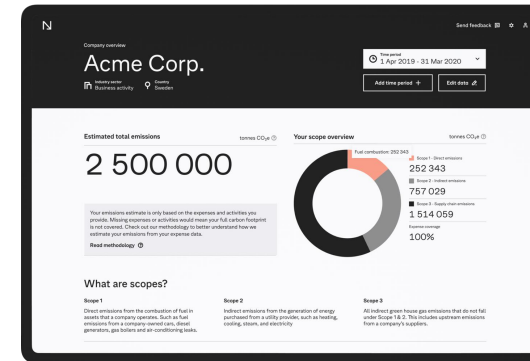 Send feedback
Company overview
Acme Corp.
Industry sector
Business activity
Country
Sweden
Time period
1 Apr 2019 - 31 Mar 2020
Add time period +
Edit data
Estimated total emissions
tonnes CO₂e
2 500 000
Your emissions estimate is only based on the expenses and activities you
provide. Missing expenses or activities would mean your full carbon footprint
is not covered. Check out our methodology to better understand how we
estimate your emissions from your expense data.
Read methodology
Your scope overview
tonnes CO₂e
Fuel combustion: 252 343
Scope 1 - Direct emissions
252 343
Scope 2 - Indirect emissions
757 029
Scope 3 - Supply chain emissions
1 514 059
Expense coverage
100%
What are scopes?
Scope 1
Direct emissions from the combustion of fuel in
assets that a company operates. Such as fuel
emissions from a company-owned cars, diesel
generators, gas boilers and air-conditioning leaks.
Scope 2
Indirect emissions from the generation of energy
purchased from a utility provider, such as heating,
cooling, steam, and electricity
Scope 3
All indirect green house gas emissions that do not fall
under Scope 1 & 2. This includes upstream emissions
from a company's suppliers.